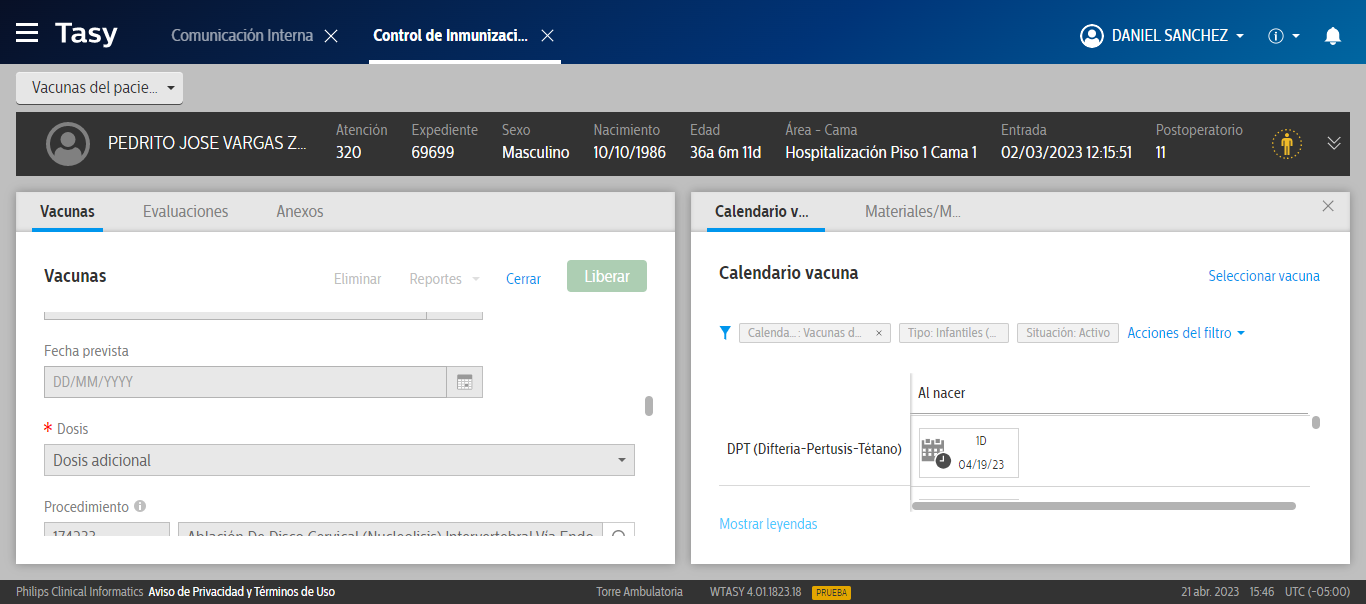 Tasy
Comunicación Interna
Control de Inmunizaci...
DANIEL SANCHEZ
Vacunas del pacie...
PEDRITO JOSE VARGAS Z...
Atención
320
Expediente
69699
Sexo
Masculino
Nacimiento
10/10/1986
Edad
36a 6m 11d
Área - Cama
Hospitalización Piso 1 Cama 1
Entrada
02/03/2023 12:15:51
Postoperatorio
11
Vacunas
Evaluaciones
Anexos
Vacunas
Eliminar
Reportes
Cerrar
Liberar
Fecha prevista
DD/MM/YYYY
* Dosis
Dosis adicional
Procedimiento
174233
Ablación De Disco Cervical (Nucleolisis) Intervertebral Vía Endo
Calendario v...
Materiales/M...
Calendario vacuna
Seleccionar vacuna
Calenda... : Vacunas d...
Tipo: Infantiles (...
Situación: Activo
Acciones del filtro
Al nacer
DPT (Difteria-Pertusis-Tétano)
1D
04/19/23
Mostrar leyendas
Philips Clinical Informatics Aviso de Privacidad y Términos de Uso
Torre Ambulatoria
WTASY 4.01.1823.18
PRUEBA
21 abr. 2023 15:46 UTC (-05:00)